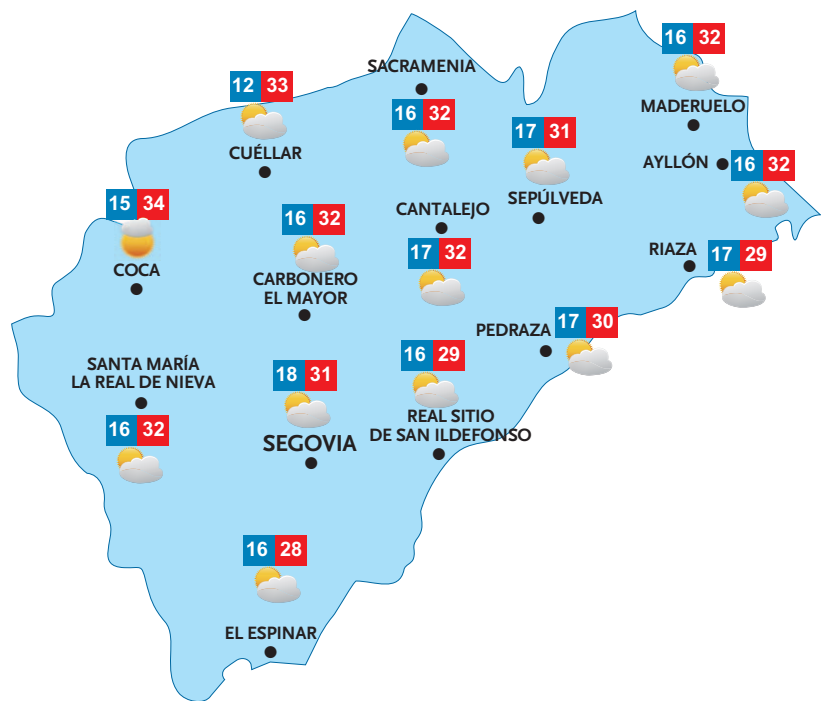 16 32
MADERUELO
SACRAMENIA
16 32
12 33
CUÉLLAR
17 31
SEPÚLVEDA
AYLLÓN
16 32
15 34
COCA
16 32
CARBONERO
EL MAYOR
CANTALEJO
17 32
RIAZA
17 29
PEDRAZA
17 30
SANTA MARÍA
LA REAL DE NIEVA
16 32
18 31
SEGOVIA
16 29
REAL SITIO
DE SAN ILDEFONSO
16 28
EL ESPINAR